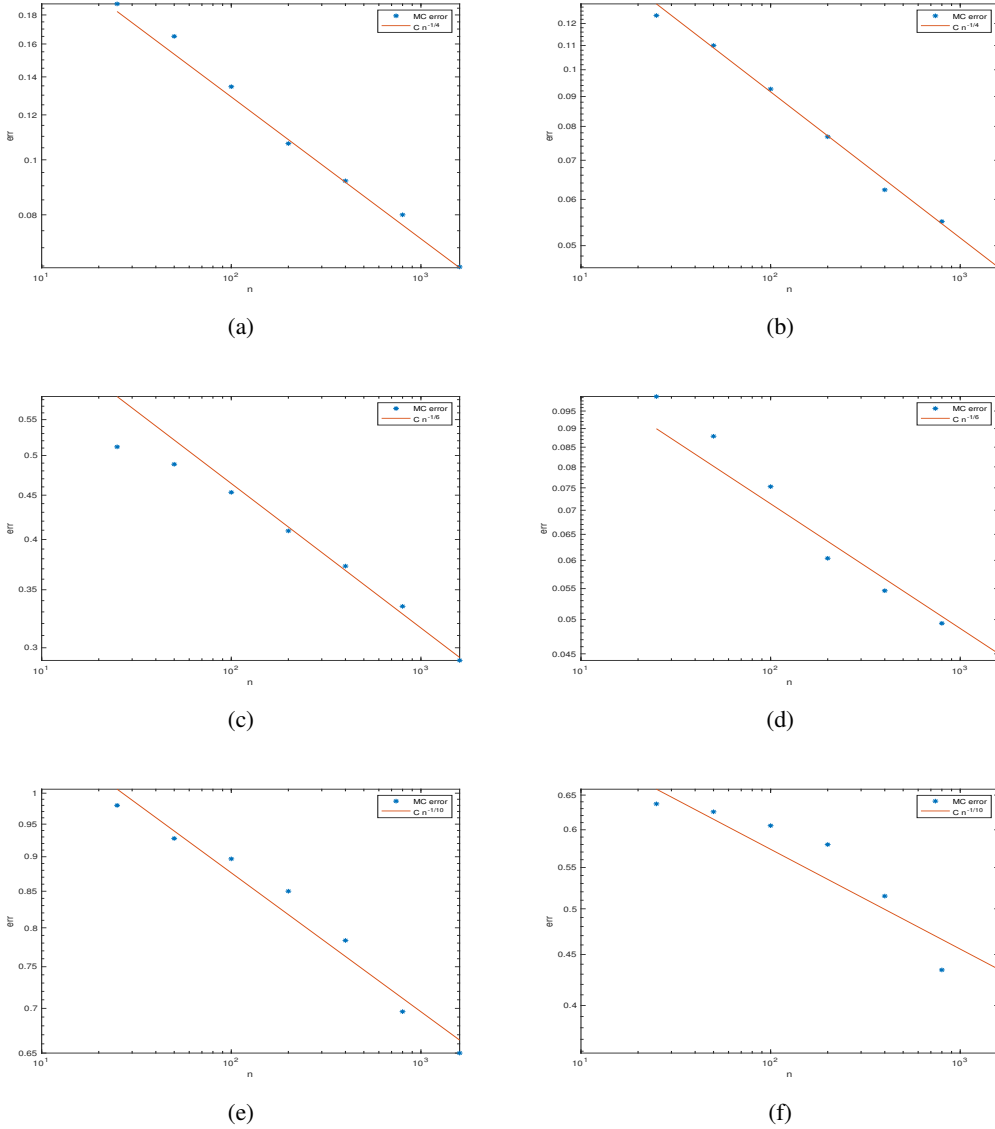 0.18
0.16
0.14
0.12
0.1
0.08
err
10^1
10^2
10^3
n
MC error
C n^-1/4
(a)
0.12
0.11
0.1
0.09
0.08
0.07
0.06
0.05
err
10^1
10^2
10^3
n
MC error
C n^-1/4
(b)
0.55
0.5
0.45
0.4
0.35
0.3
err
10^1
10^2
10^3
n
MC error
C n^-1/6
(c)
0.095
0.09
0.085
0.08
0.075
0.07
0.065
0.06
0.055
0.05
0.045
err
10^1
10^2
10^3
n
MC error
C n^-1/6
(d)
1
0.95
0.9
0.85
0.8
0.75
0.7
0.65
err
10^1
10^2
10^3
n
MC error
C n^-1/10
(e)
0.65
0.6
0.55
0.5
0.45
0.4
err
10^1
10^2
10^3
n
MC error
C n^-1/10
(f)